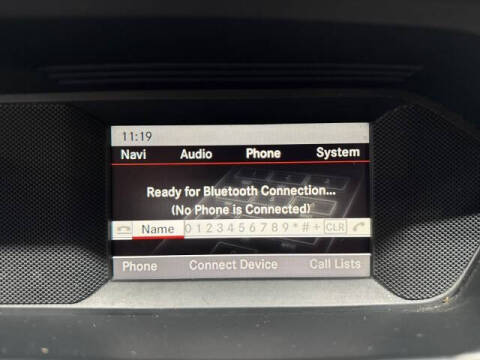 11:19
Navi Audio Phone System
Ready for Bluetooth Connection...
(No Phone is Connected)
Name 0 1 2 3 4 5 6 7 8 9 * # + CLR
Phone Connect Device Call Lists